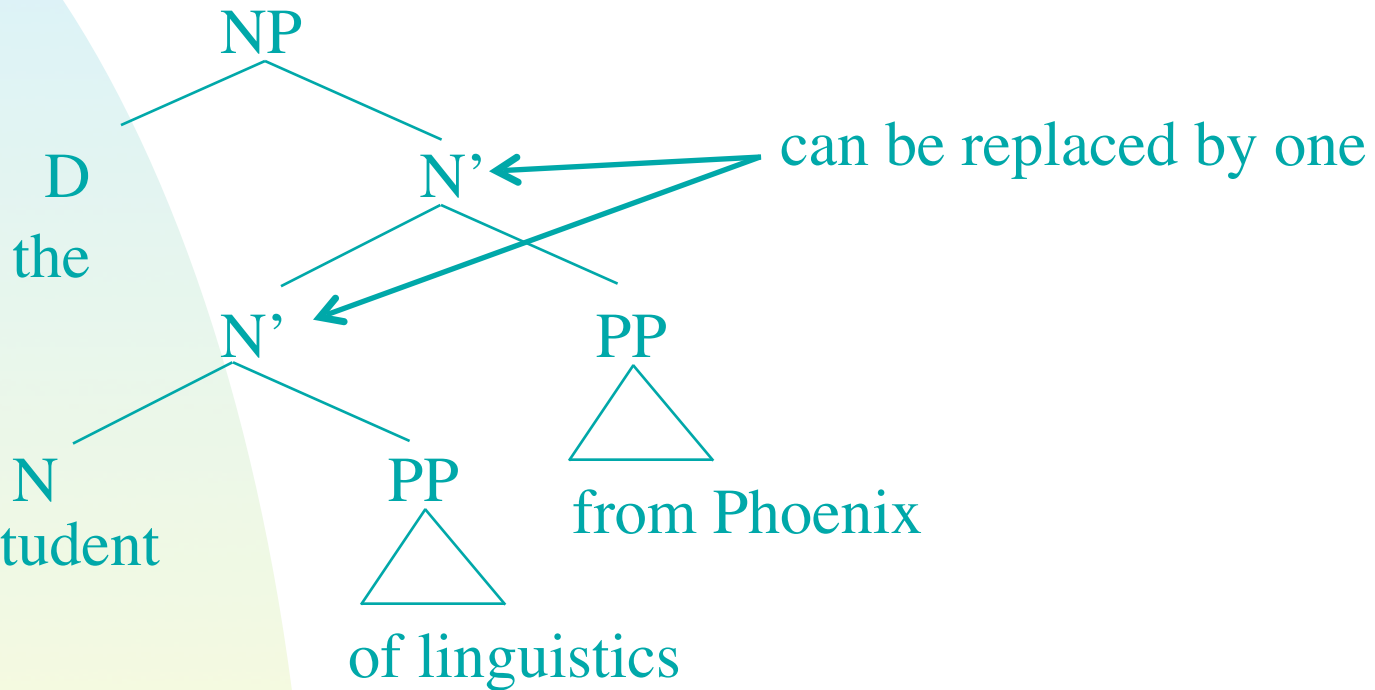 NP
can be replaced by one
D
N’
the
N’
PP
N
PP
from Phoenix
tudent
of linguistics